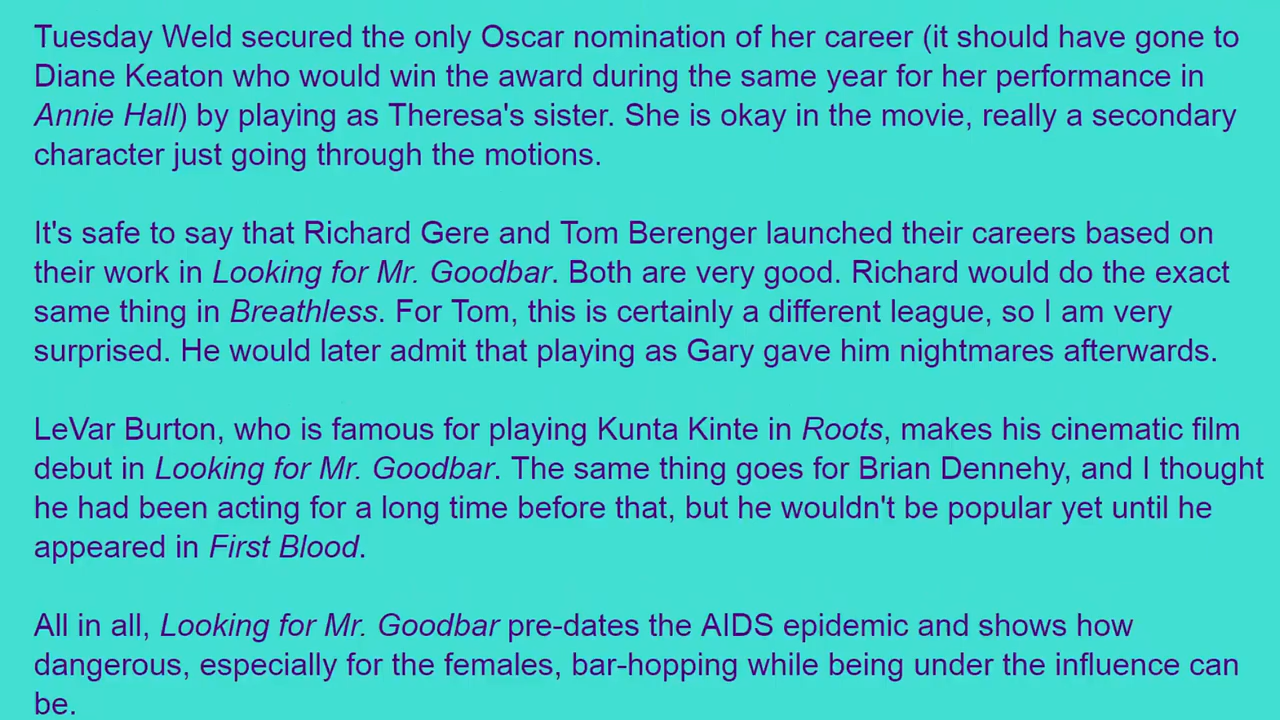 Tuesday Weld secured the only Oscar nomination of her career (it should have gone to
Diane Keaton who would win the award during the same year for her performance in
Annie Hall) by playing as Theresa's sister. She is okay in the movie, really a secondary
character just going through the motions.
It's safe to say that Richard Gere and Tom Berenger launched their careers based on
their work in Looking for Mr. Goodbar. Both are very good. Richard would do the exact
same thing in Breathless. For Tom, this is certainly a different league, so I am very
surprised. He would later admit that playing as Gary gave him nightmares afterwards.
LeVar Burton, who is famous for playing Kunta Kinte in Roots, makes his cinematic film
debut in Looking for Mr. Goodbar. The same thing goes for Brian Dennehy, and I thought
he had been acting for a long time before that, but he wouldn't be popular yet until he
appeared in First Blood.
All in all, Looking for Mr. Goodbar pre-dates the AIDS epidemic and shows how
dangerous, especially for the females, bar-hopping while being under the influence can
be.